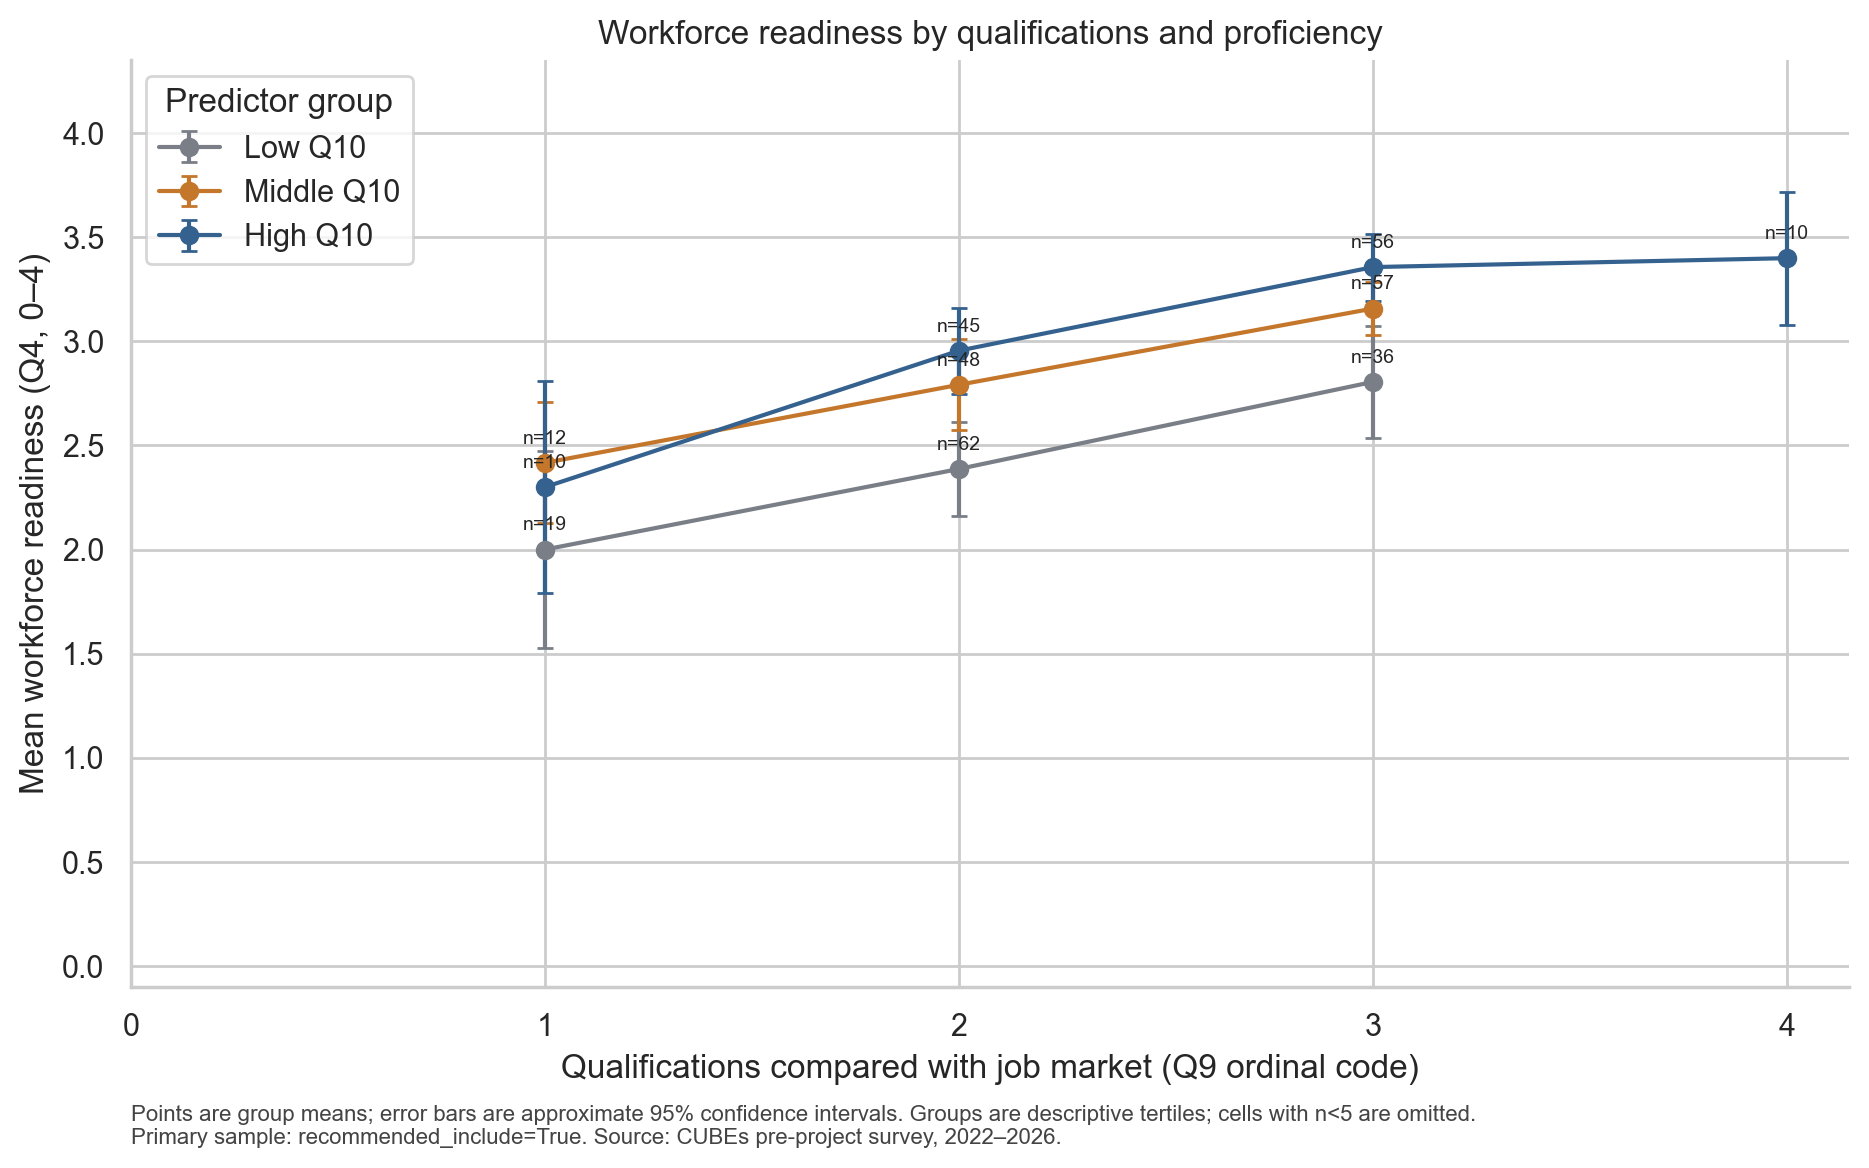 Workforce readiness by qualifications and proficiency
Predictor group
Low Q10
Middle Q10
High Q10
Mean workforce readiness (Q4, 0–4)
4.0
3.5
3.0
2.5
2.0
1.5
1.0
0.5
0.0
n=12
n=10
n=19
n=45
n=48
n=62
n=56
n=57
n=36
n=10
0 1 2 3 4
Qualifications compared with job market (Q9 ordinal code)
Points are group means; error bars are approximate 95% confidence intervals. Groups are descriptive tertiles; cells with n<5 are omitted.
Primary sample: recommended_include=True. Source: CUBEs pre-project survey, 2022–2026.